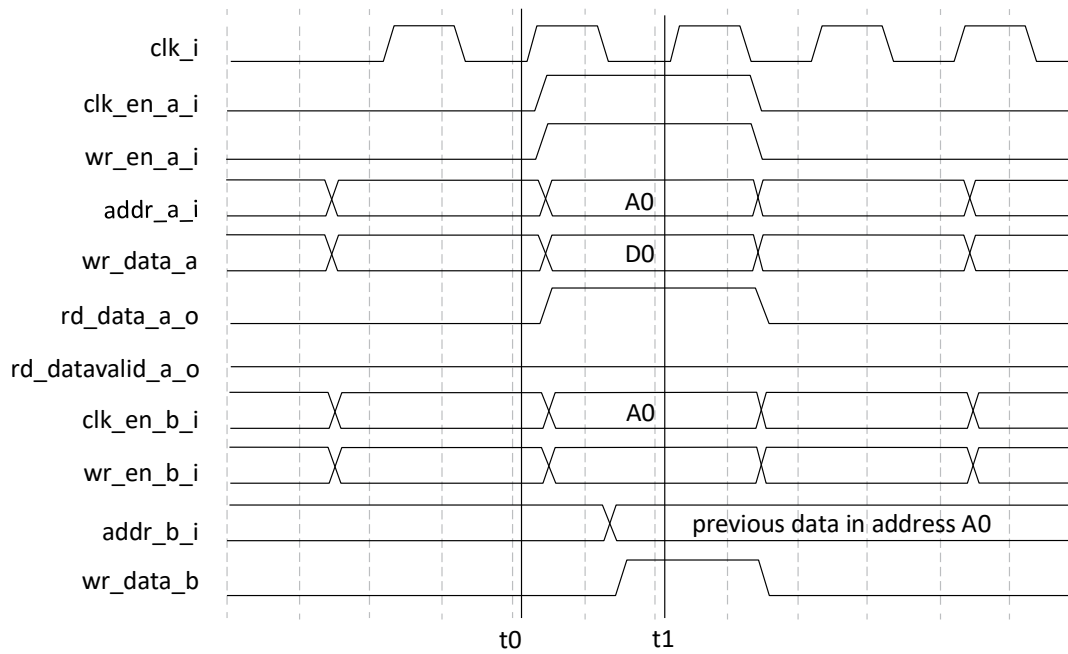 clk_i
clk_en_a_i
wr_en_a_i
addr_a_i
A0
wr_data_a
D0
rd_data_a_o
rd_datavalid_a_o
clk_en_b_i
A0
wr_en_b_i
addr_b_i
previous data in address A0
wr_data_b
t0
t1